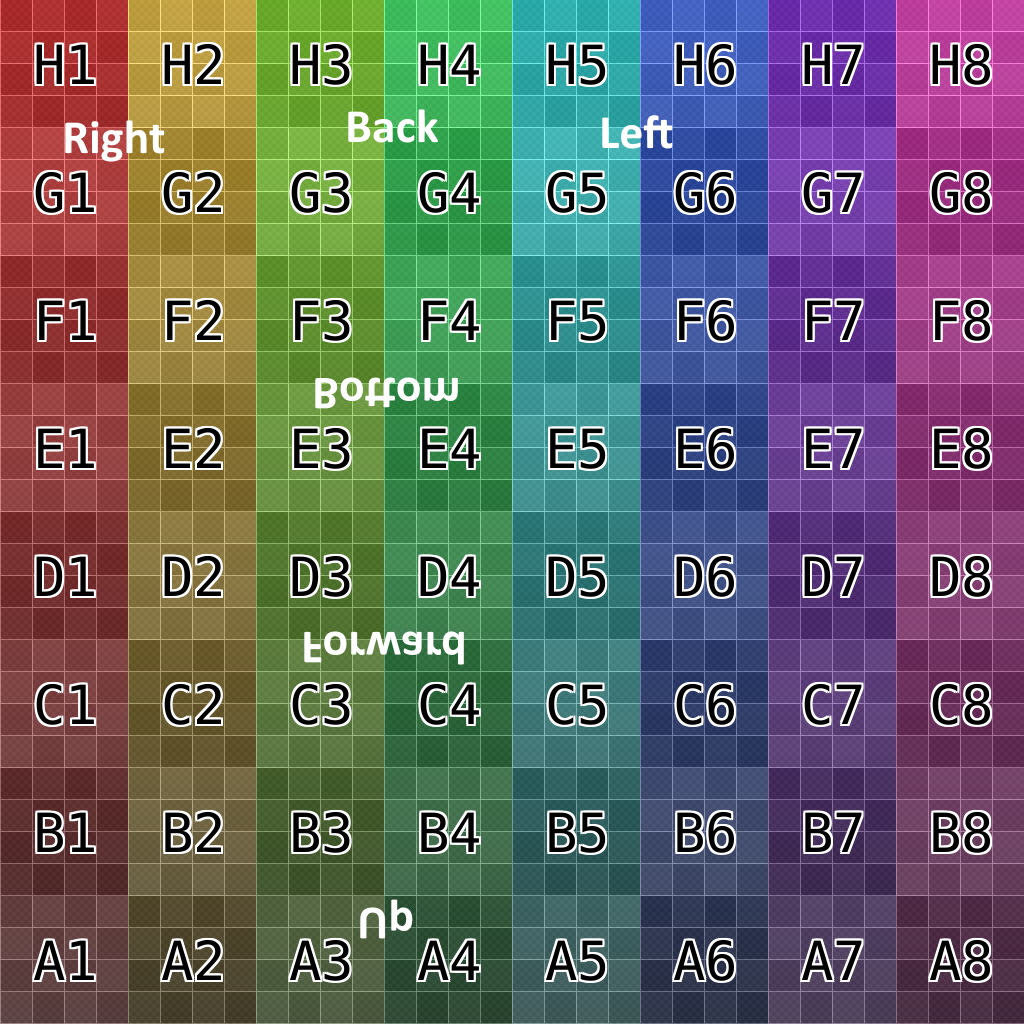 H1 H2 H3 H4 H5 H6 H7 H8
Right Back Left
G1 G2 G3 G4 G5 G6 G7 G8
F1 F2 F3 F4 F5 F6 F7 F8
Bottom
E1 E2 E3 E4 E5 E6 E7 E8
D1 D2 D3 D4 D5 D6 D7 D8
Forward
C1 C2 C3 C4 C5 C6 C7 C8
B1 B2 B3 B4 B5 B6 B7 B8
Up
A1 A2 A3 A4 A5 A6 A7 A8